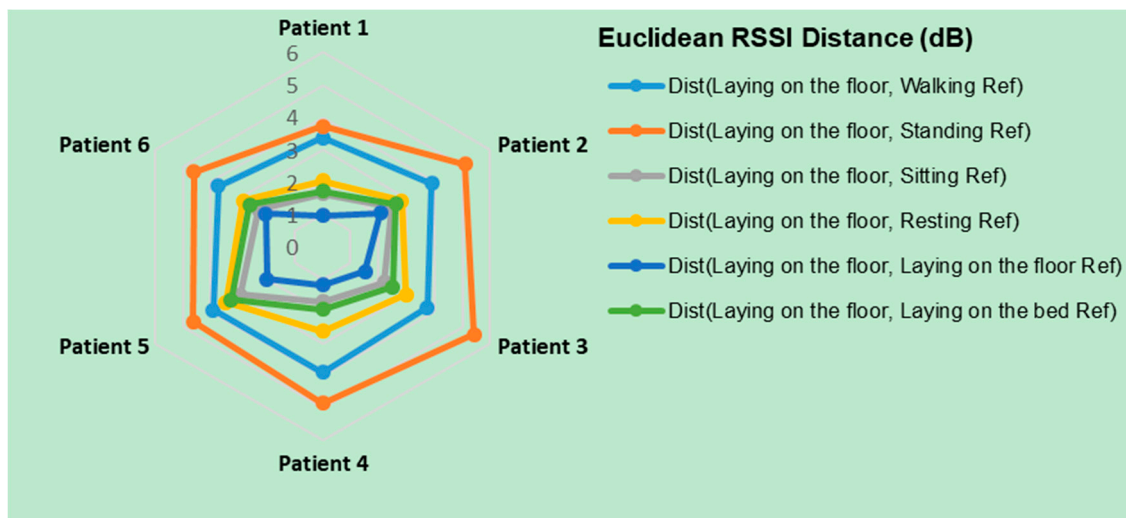 Patient 1
Euclidean RSSI Distance (dB)
6
5
4
3
2
1
0
Patient 2
Patient 3
Patient 4
Patient 5
Patient 6
Dist(Laying on the floor, Walking Ref)
Dist(Laying on the floor, Standing Ref)
Dist(Laying on the floor, Sitting Ref)
Dist(Laying on the floor, Resting Ref)
Dist(Laying on the floor, Laying on the floor Ref)
Dist(Laying on the floor, Laying on the bed Ref)